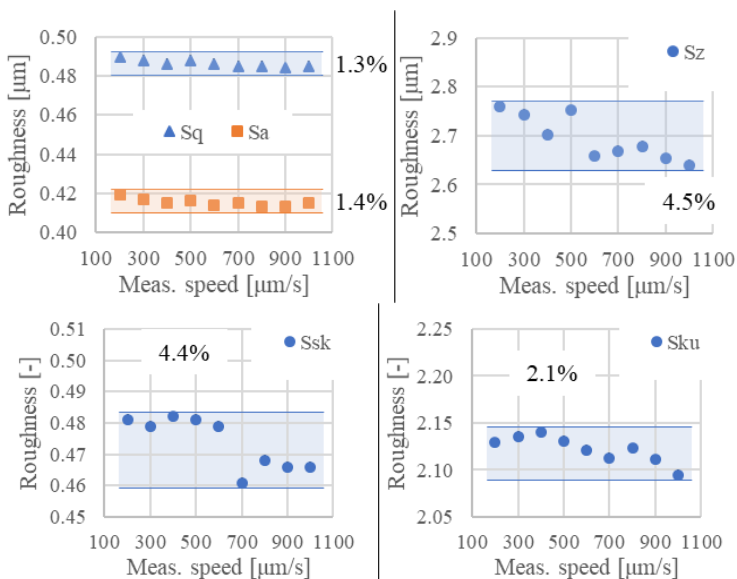 Roughness [μm]
0.50
0.48
0.46
0.44
0.42
0.40
1.3%
Sq Sa
1.4%
100 300 500 700 900 1100
Meas. speed [μm/s]
Roughness [μm]
2.9
2.8
2.7
2.6
2.5
Sz
4.5%
100 300 500 700 900 1100
Meas. speed [μm/s]
Roughness [-]
0.51
0.50
0.49
0.48
0.47
0.46
0.45
4.4%
Ssk
100 300 500 700 900 1100
Meas. speed [μm/s]
Roughness [-]
2.25
2.20
2.15
2.10
2.05
Sku
2.1%
100 300 500 700 900 1100
Meas. speed [μm/s]